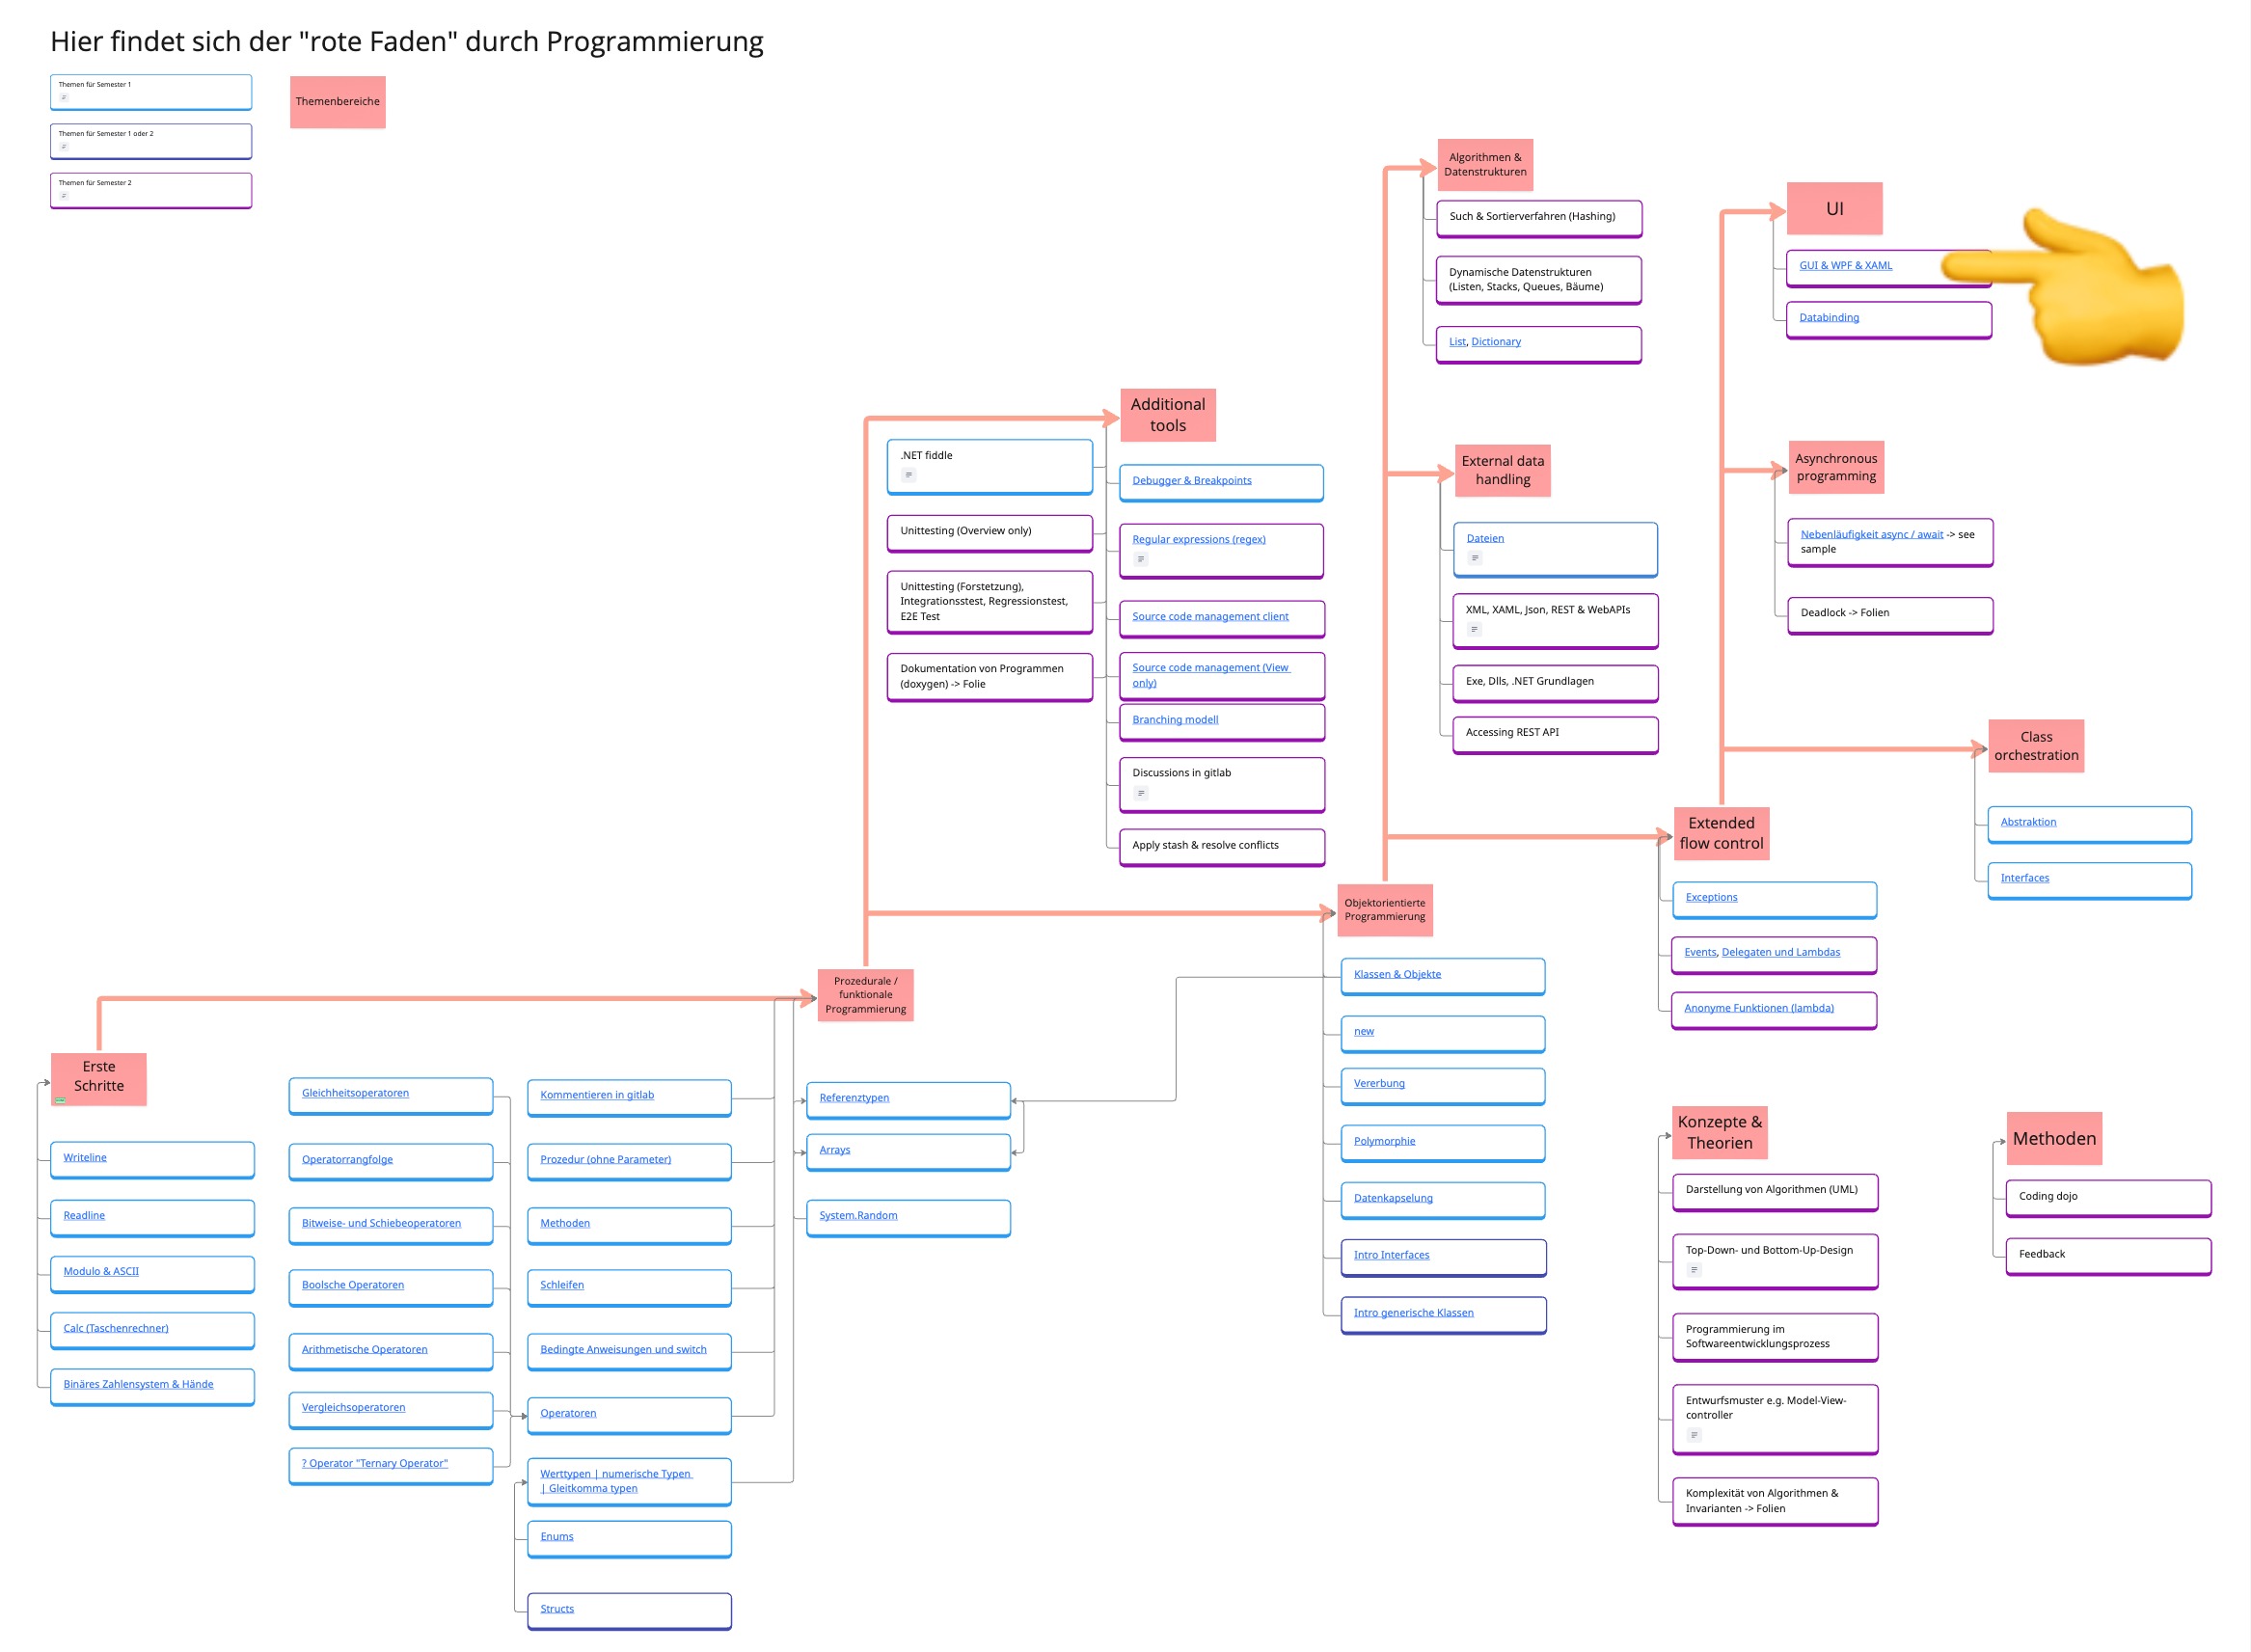 Hier findet sich der "rote Faden" durch Programmierung
Themen für Semester 1
Themen für Semester 1 oder 2
Themen für Semester 2
Themenbereiche
Erste
Schritte
Writeline
Readline
Modulo & ASCII
Calc (Taschenrechner)
Binäres Zahlensystem & Hände
Prozedurale /
funktionale
Programmierung
Gleichheitsoperatoren
Operatorrangfolge
Bitweise- und Schiebeoperatoren
Boolsche Operatoren
Arithmetische Operatoren
Vergleichsoperatoren
? Operator "Ternary Operator"
Kommentieren in gitlab
Prozedur (ohne Parameter)
Methoden
Schleifen
Bedingte Anweisungen und switch
Operatoren
Werttypen | numerische Typen
| Gleitkomma typen
Enums
Structs
Referenztypen
Arrays
System.Random
Additional
tools
.NET fiddle
Unittesting (Overview only)
Unittesting (Forstetzung),
Integrationsstest, Regressionstest,
E2E Test
Dokumentation von Programmen
(doxygen) -> Folie
Debugger & Breakpoints
Regular expressions (regex)
Source code management client
Source code management (View
only)
Branching modell
Discussions in gitlab
Apply stash & resolve conflicts
Objektorientierte
Programmierung
Klassen & Objekte
new
Vererbung
Polymorphie
Datenkapselung
Intro Interfaces
Intro generische Klassen
Algorithmen &
Datenstrukturen
Such & Sortierverfahren (Hashing)
Dynamische Datenstrukturen
(Listen, Stacks, Queues, Bäume)
List, Dictionary
External data
handling
Dateien
XML, XAML, Json, REST & WebAPIs
Exe, Dlls, .NET Grundlagen
Accessing REST API
Extended
flow control
Exceptions
Events, Delegaten und Lambdas
Anonyme Funktionen (lambda)
UI
GUI & WPF & XAML
Databinding
Asynchronous
programming
Nebenläufigkeit async / await -> see
sample
Deadlock -> Folien
Class
orchestration
Abstraktion
Interfaces
Konzepte &
Theorien
Darstellung von Algorithmen (UML)
Top-Down- und Bottom-Up-Design
Programmierung im
Softwareentwicklungsprozess
Entwurfsmuster e.g. Model-View-
controller
Komplexität von Algorithmen &
Invarianten -> Folien
Methoden
Coding dojo
Feedback